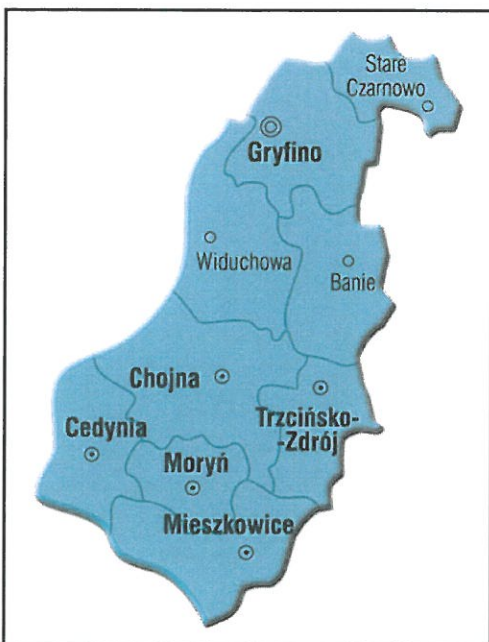 Stare
Czarnowo
Gryfino
Widuchowa
Banie
Chojna
Trzcińsko-
-Zdrój
Cedynia
Moryń
Mieszkowice